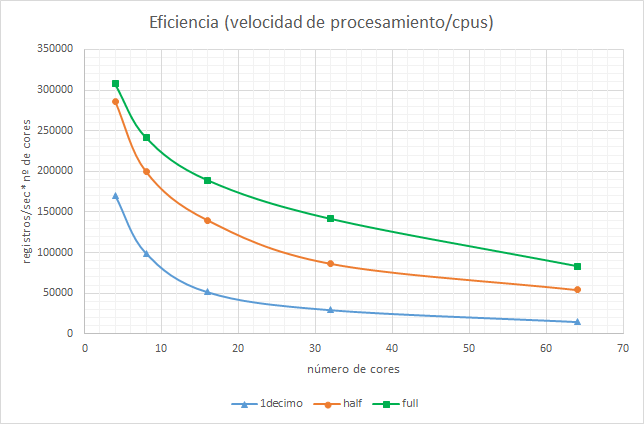 Eficiencia (velocidad de procesamiento/cpus)
350000
300000
250000
200000
150000
100000
50000
0
registros/sec * nº de cores
0 10 20 30 40 50 60 70
número de cores
1decimo half full